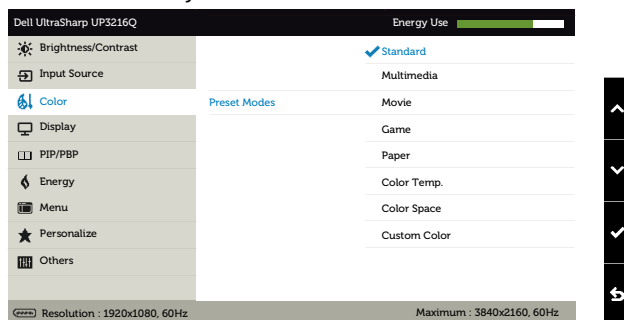 Dell UltraSharp UP3216Q Energy Use
Brightness/Contrast
Input Source
Color
Display
PIP/PBP
Energy
Menu
Personalize
Others
Preset Modes
Standard
Multimedia
Movie
Game
Paper
Color Temp.
Color Space
Custom Color
Resolution : 1920x1080, 60Hz Maximum : 3840x2160, 60Hz